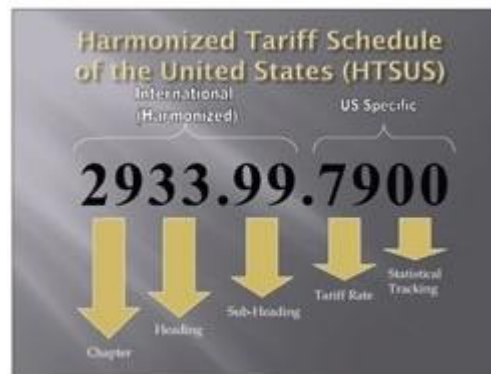 Harmonized Tariff Schedule
of the United States (HTSUS)
International
(Harmonized)
US Specific
2933.99.7900
Chapter
Heading
Sub-Heading
Tariff Rate
Statistical
Tracking